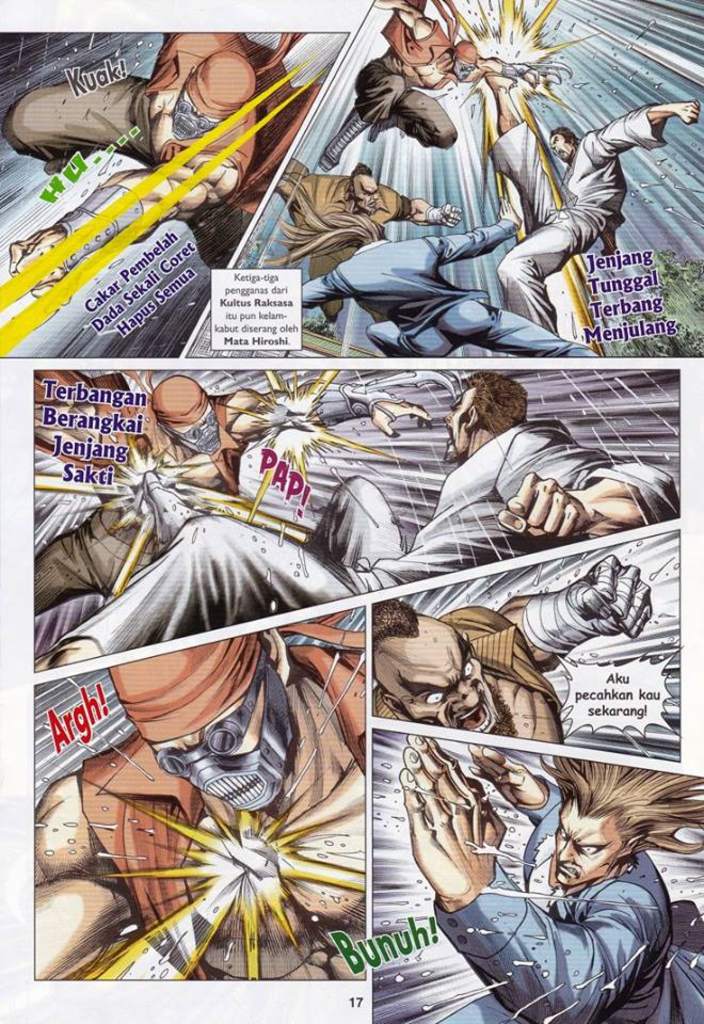 Kuak!
WU....
Cakar Pembelah
Dada Sekali Coret
Hapus Semua
Ketiga-tiga
pengganas dari
Kultus Raksasa
itu pun kelam-
kabut diserang oleh
Mata Hiroshi.
Jenjang
Tunggal
Terbang
Menjulang
Terbangan
Berangkai
Jenjang
Sakti
PAP!
Aku
pecahkan kau
sekarang!
Argh!
Bunuh!
17